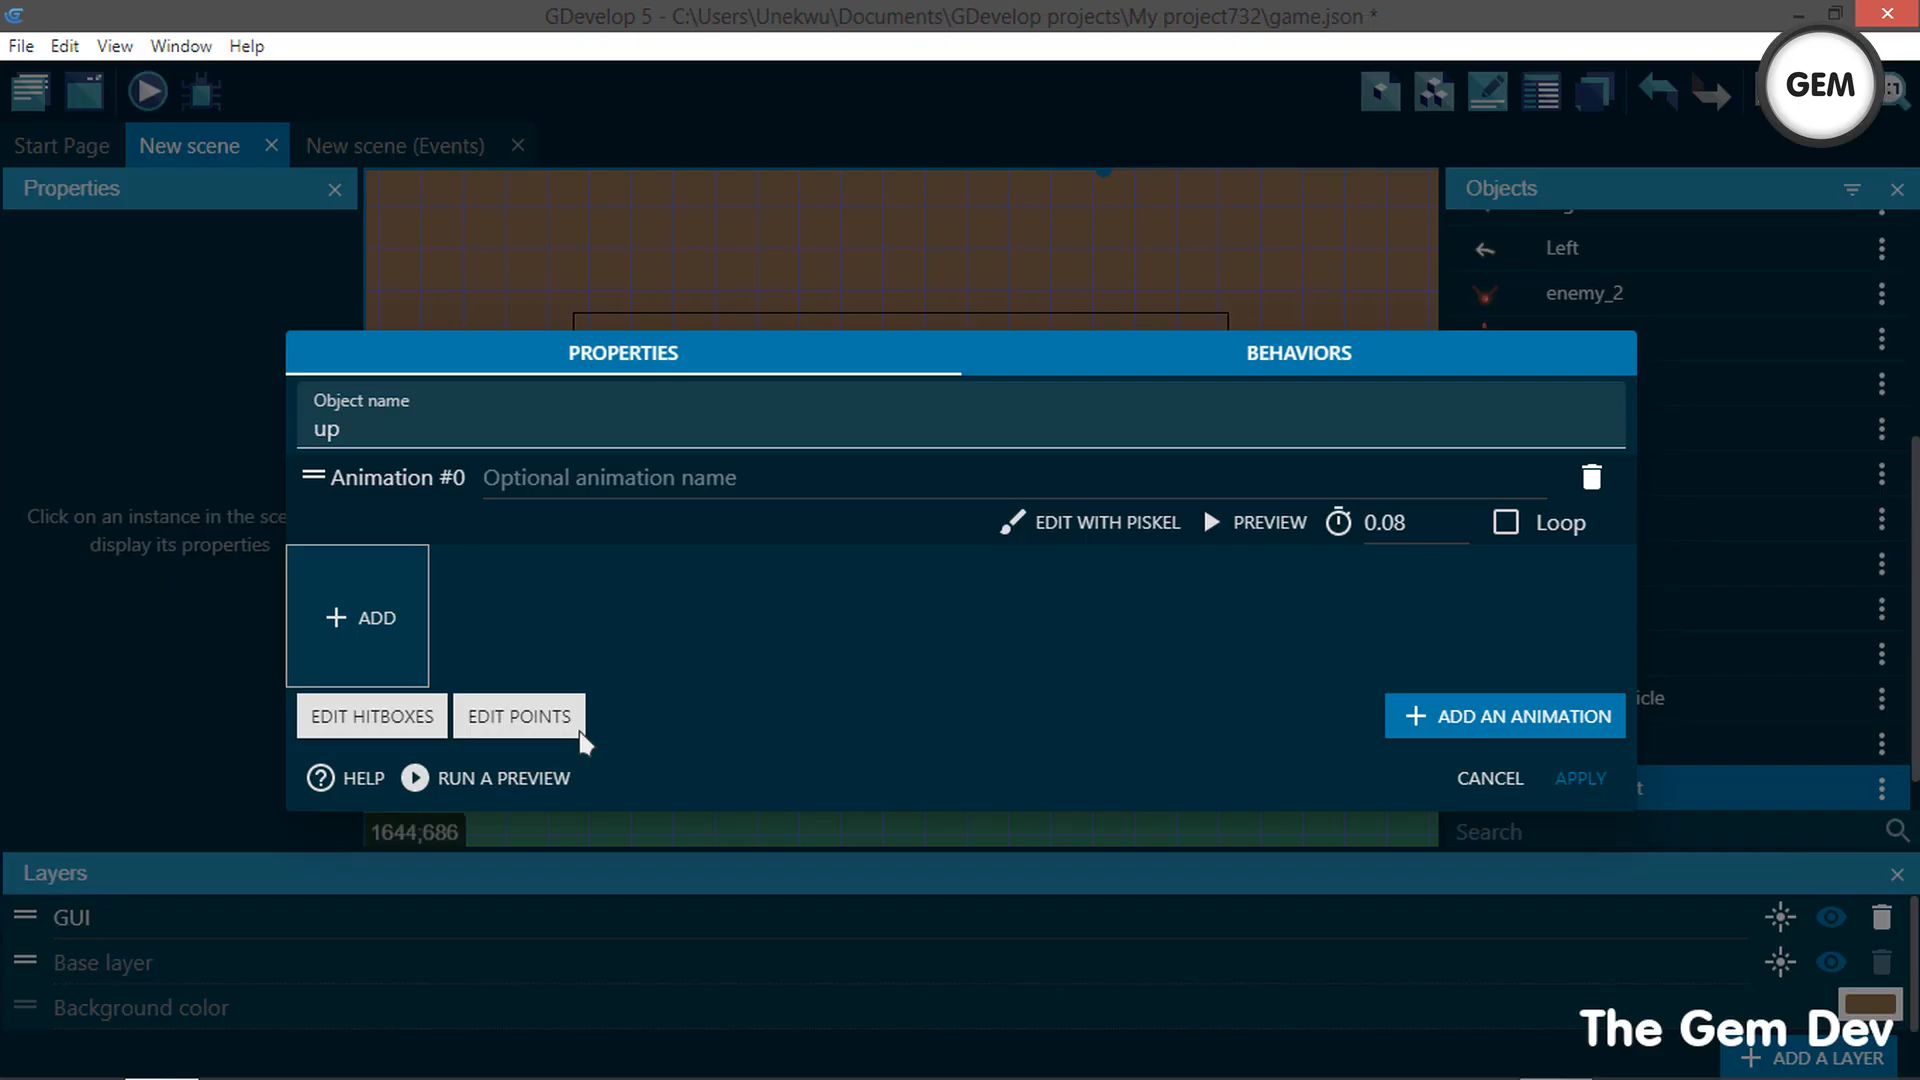 GDevelop 5 - C:\Users\Unekwu\Documents\GDevelop projects\My project732\game.json *
File Edit View Window Help
GEM
Start Page New scene New scene (Events)
Properties
Objects
Left
enemy_2
PROPERTIES BEHAVIORS
Object name
up
Animation #0 Optional animation name
EDIT WITH PISKEL PREVIEW 0.08 Loop
Click on an instance in the sce
display its properties
ADD
icle
EDIT HITBOXES EDIT POINTS ADD AN ANIMATION
HELP RUN A PREVIEW CANCEL APPLY
t
1644;686
Search
Layers
GUI
Base layer
Background color
The Gem Dev
ADD A LAYER